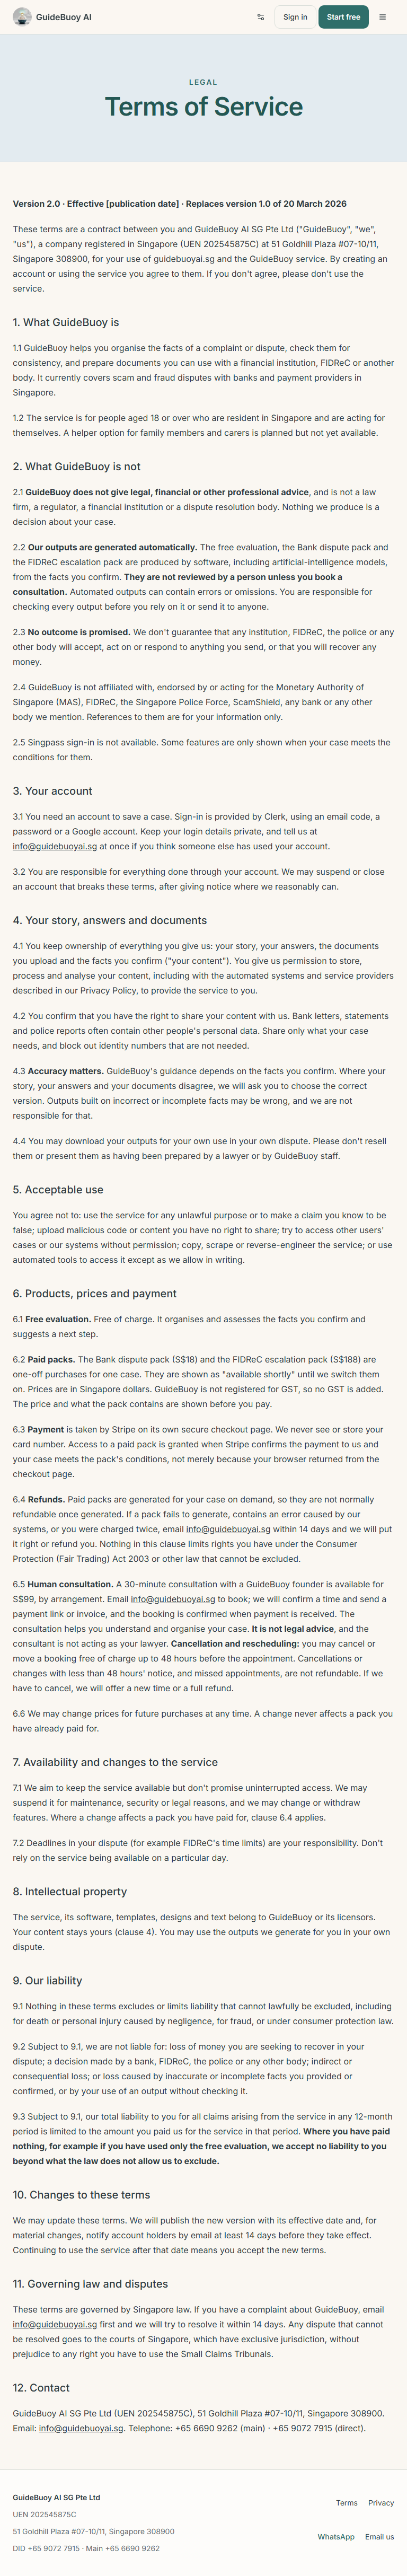 GuideBuoy AI
Sign in
Start free
LEGAL
Terms of Service
Version 2.0 · Effective [publication date] · Replaces version 1.0 of 20 March 2026
These terms are a contract between you and GuideBuoy AI SG Pte Ltd ("GuideBuoy", "we",
"us"), a company registered in Singapore (UEN 202545875C) at 51 Goldhill Plaza #07-10/11,
Singapore 308900, for your use of guidebuoyai.sg and the GuideBuoy service. By creating an
account or using the service you agree to them. If you don't agree, please don't use the
service.
1. What GuideBuoy is
1.1 GuideBuoy helps you organise the facts of a complaint or dispute, check them for
consistency, and prepare documents you can use with a financial institution, FIDReC or another
body. It currently covers scam and fraud disputes with banks and payment providers in
Singapore.
1.2 The service is for people aged 18 or over who are resident in Singapore and are acting for
themselves. A helper option for family members and carers is planned but not yet available.
2. What GuideBuoy is not
2.1 GuideBuoy does not give legal, financial or other professional advice, and is not a law
firm, a regulator, a financial institution or a dispute resolution body. Nothing we produce is a
decision about your case.
2.2 Our outputs are generated automatically. The free evaluation, the Bank dispute pack and
the FIDReC escalation pack are produced by software, including artificial-intelligence models,
from the facts you confirm. They are not reviewed by a person unless you book a
consultation. Automated outputs can contain errors or omissions. You are responsible for
checking every output before you rely on it or send it to anyone.
2.3 No outcome is promised. We don't guarantee that any institution, FIDReC, the police or any
other body will accept, act on or respond to anything you send, or that you will recover any
money.
2.4 GuideBuoy is not affiliated with, endorsed by or acting for the Monetary Authority of
Singapore (MAS), FIDReC, the Singapore Police Force, ScamShield, any bank or any other
body we mention. References to them are for your information only.
2.5 Singpass sign-in is not available. Some features are only shown when your case meets the
conditions for them.
3. Your account
3.1 You need an account to save a case. Sign-in is provided by Clerk, using an email code, a
password or a Google account. Keep your login details private, and tell us at
info@guidebuoyai.sg at once if you think someone else has used your account.
3.2 You are responsible for everything done through your account. We may suspend or close
an account that breaks these terms, after giving notice where we reasonably can.
4. Your story, answers and documents
4.1 You keep ownership of everything you give us: your story, your answers, the documents
you upload and the facts you confirm ("your content"). You give us permission to store,
process and analyse your content, including with the automated systems and service providers
described in our Privacy Policy, to provide the service to you.
4.2 You confirm that you have the right to share your content with us. Bank letters, statements
and police reports often contain other people's personal data. Share only what your case
needs, and block out identity numbers that are not needed.
4.3 Accuracy matters. GuideBuoy's guidance depends on the facts you confirm. Where your
story, your answers and your documents disagree, we will ask you to choose the correct
version. Outputs built on incorrect or incomplete facts may be wrong, and we are not
responsible for that.
4.4 You may download your outputs for your own use in your own dispute. Please don't resell
them or present them as having been prepared by a lawyer or by GuideBuoy staff.
5. Acceptable use
You agree not to: use the service for any unlawful purpose or to make a claim you know to be
false; upload malicious code or content you have no right to share; try to access other users'
cases or our systems without permission; copy, scrape or reverse-engineer the service; or use
automated tools to access it except as we allow in writing.
6. Products, prices and payment
6.1 Free evaluation. Free of charge. It organises and assesses the facts you confirm and
suggests a next step.
6.2 Paid packs. The Bank dispute pack (S$18) and the FIDReC escalation pack (S$188) are
one-off purchases for one case. They are shown as "available shortly" until we switch them
on. Prices are in Singapore dollars. GuideBuoy is not registered for GST, so no GST is added.
The price and what the pack contains are shown before you pay.
6.3 Payment is taken by Stripe on its own secure checkout page. We never see or store your
card number. Access to a paid pack is granted when Stripe confirms the payment to us and
your case meets the pack's conditions, not merely because your browser returned from the
checkout page.
6.4 Refunds. Paid packs are generated for your case on demand, so they are not normally
refundable once generated. If a pack fails to generate, contains an error caused by our
systems, or you were charged twice, email info@guidebuoyai.sg within 14 days and we will put
it right or refund you. Nothing in this clause limits rights you have under the Consumer
Protection (Fair Trading) Act 2003 or other law that cannot be excluded.
6.5 Human consultation. A 30-minute consultation with a GuideBuoy founder is available for
S$99, by arrangement. Email info@guidebuoyai.sg to book; we will confirm a time and send a
payment link or invoice, and the booking is confirmed when payment is received. The
consultation helps you understand and organise your case. It is not legal advice, and the
consultant is not acting as your lawyer. Cancellation and rescheduling: you may cancel or
move a booking free of charge up to 48 hours before the appointment. Cancellations or
changes with less than 48 hours' notice, and missed appointments, are not refundable. If we
have to cancel, we will offer a new time or a full refund.
6.6 We may change prices for future purchases at any time. A change never affects a pack you
have already paid for.
7. Availability and changes to the service
7.1 We aim to keep the service available but don't promise uninterrupted access. We may
suspend it for maintenance, security or legal reasons, and we may change or withdraw
features. Where a change affects a pack you have paid for, clause 6.4 applies.
7.2 Deadlines in your dispute (for example FIDReC's time limits) are your responsibility. Don't
rely on the service being available on a particular day.
8. Intellectual property
The service, its software, templates, designs and text belong to GuideBuoy or its licensors.
Your content stays yours (clause 4). You may use the outputs we generate for you in your own
dispute.
9. Our liability
9.1 Nothing in these terms excludes or limits liability that cannot lawfully be excluded, including
for death or personal injury caused by negligence, for fraud, or under consumer protection law.
9.2 Subject to 9.1, we are not liable for: loss of money you are seeking to recover in your
dispute; a decision made by a bank, FIDReC, the police or any other body; indirect or
consequential loss; or loss caused by inaccurate or incomplete facts you provided or
confirmed, or by your use of an output without checking it.
9.3 Subject to 9.1, our total liability to you for all claims arising from the service in any 12-month
period is limited to the amount you paid us for the service in that period. Where you have paid
nothing, for example if you have used only the free evaluation, we accept no liability to you
beyond what the law does not allow us to exclude.
10. Changes to these terms
We may update these terms. We will publish the new version with its effective date and, for
material changes, notify account holders by email at least 14 days before they take effect.
Continuing to use the service after that date means you accept the new terms.
11. Governing law and disputes
These terms are governed by Singapore law. If you have a complaint about GuideBuoy, email
info@guidebuoyai.sg first and we will try to resolve it within 14 days. Any dispute that cannot
be resolved goes to the courts of Singapore, which have exclusive jurisdiction, without
prejudice to any right you have to use the Small Claims Tribunals.
12. Contact
GuideBuoy AI SG Pte Ltd (UEN 202545875C), 51 Goldhill Plaza #07-10/11, Singapore 308900.
Email: info@guidebuoyai.sg. Telephone: +65 6690 9262 (main) · +65 9072 7915 (direct).
GuideBuoy AI SG Pte Ltd
UEN 202545875C
51 Goldhill Plaza #07-10/11, Singapore 308900
DID +65 9072 7915 · Main +65 6690 9262
Terms Privacy
WhatsApp Email us